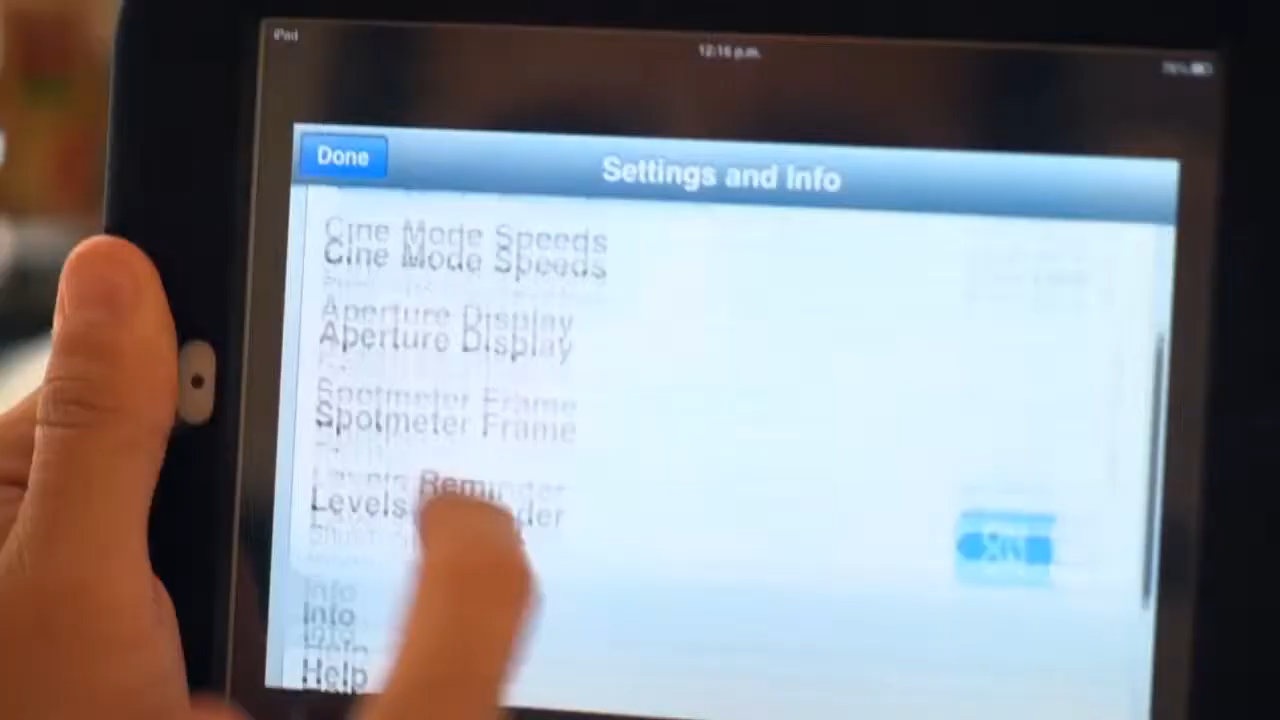 iPad
12:16 p.m.
Done
Settings and Info
Cine Mode Speeds
Aperture Display
Spotmeter Frame
Levels Reminder
Info
Help